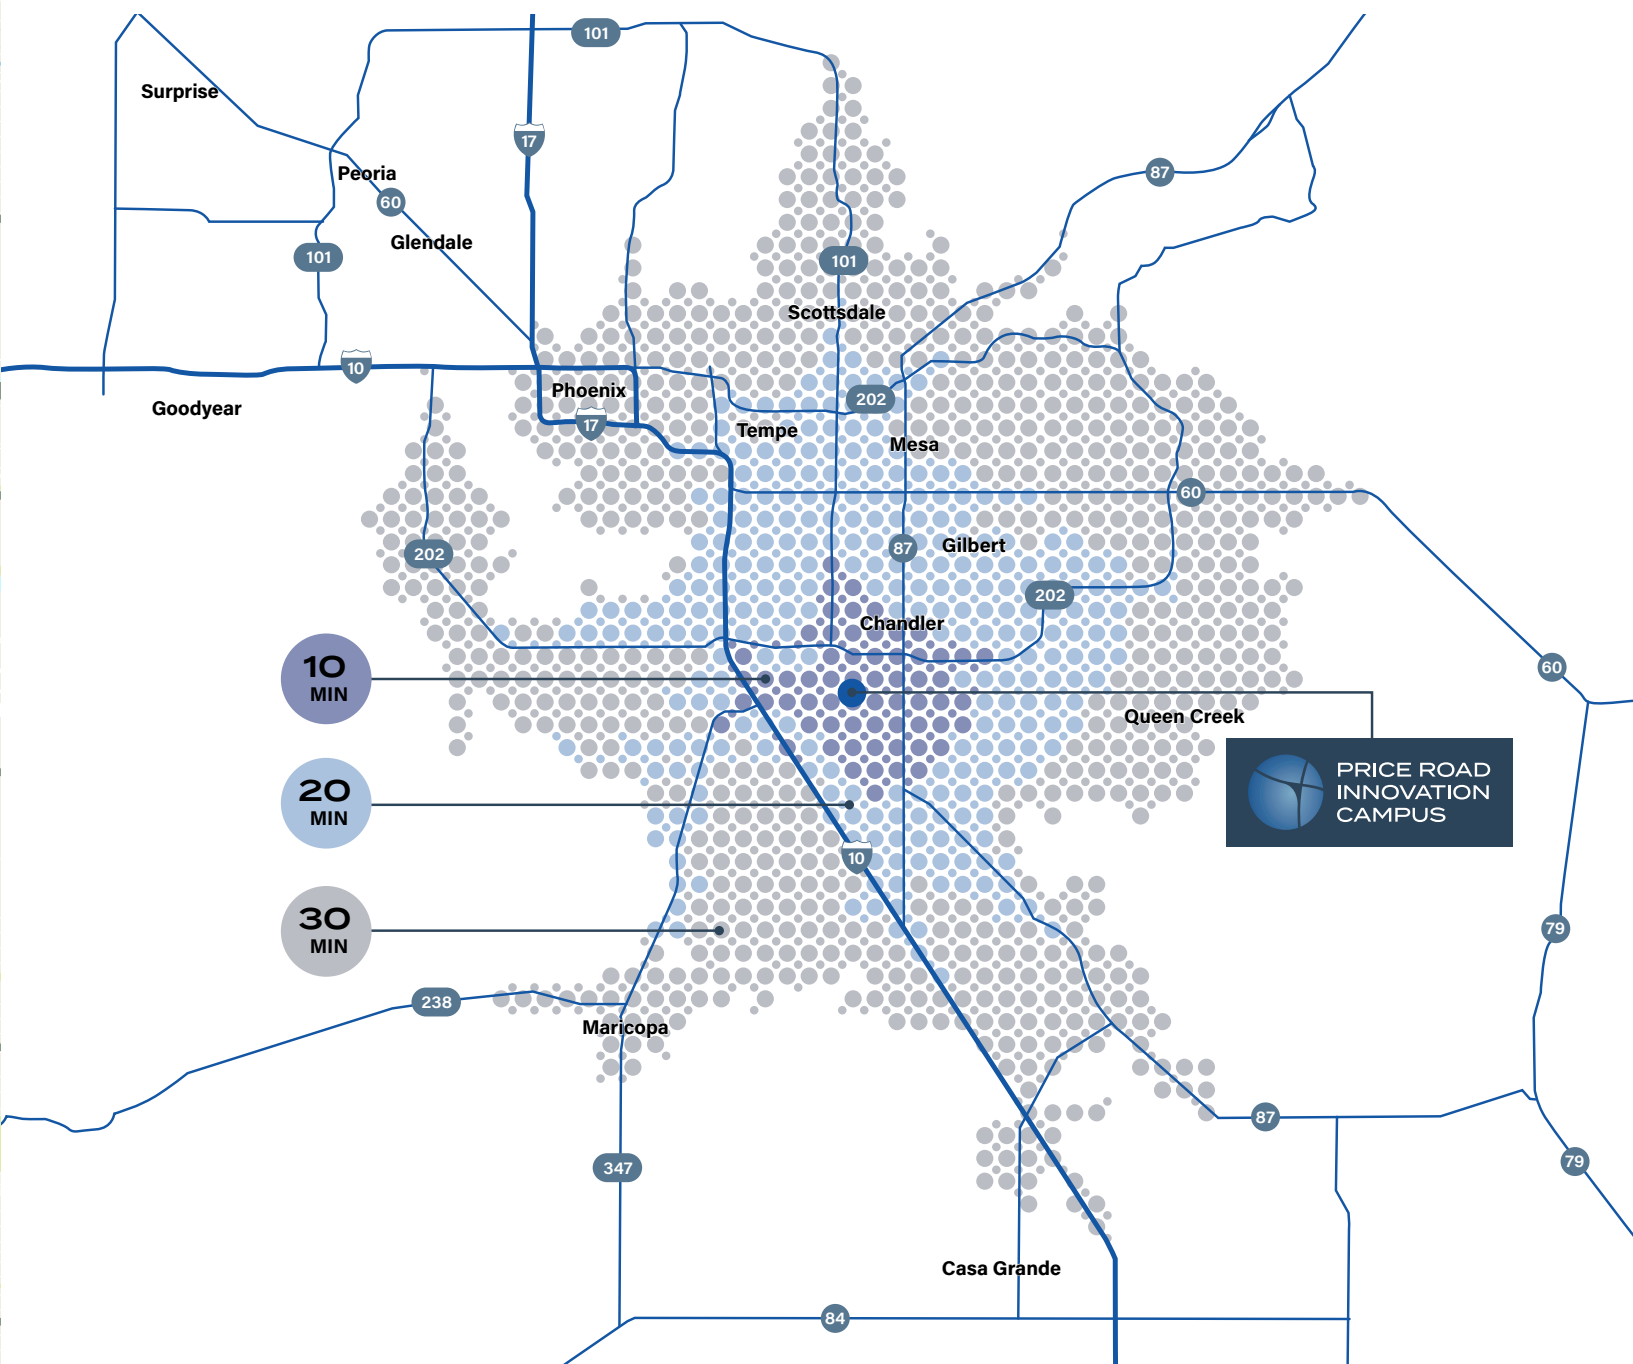 101
Surprise
17
Peoria
87
60
Glendale
101
101
Scottsdale
10
Phoenix
202
Goodyear
17
Tempe
Mesa
60
87
Gilbert
202
202
Chandler
10
MIN
60
Queen Creek
PRICE ROAD
INNOVATION
CAMPUS
20
MIN
10
30
MIN
79
238
Maricopa
87
79
347
Casa Grande
84